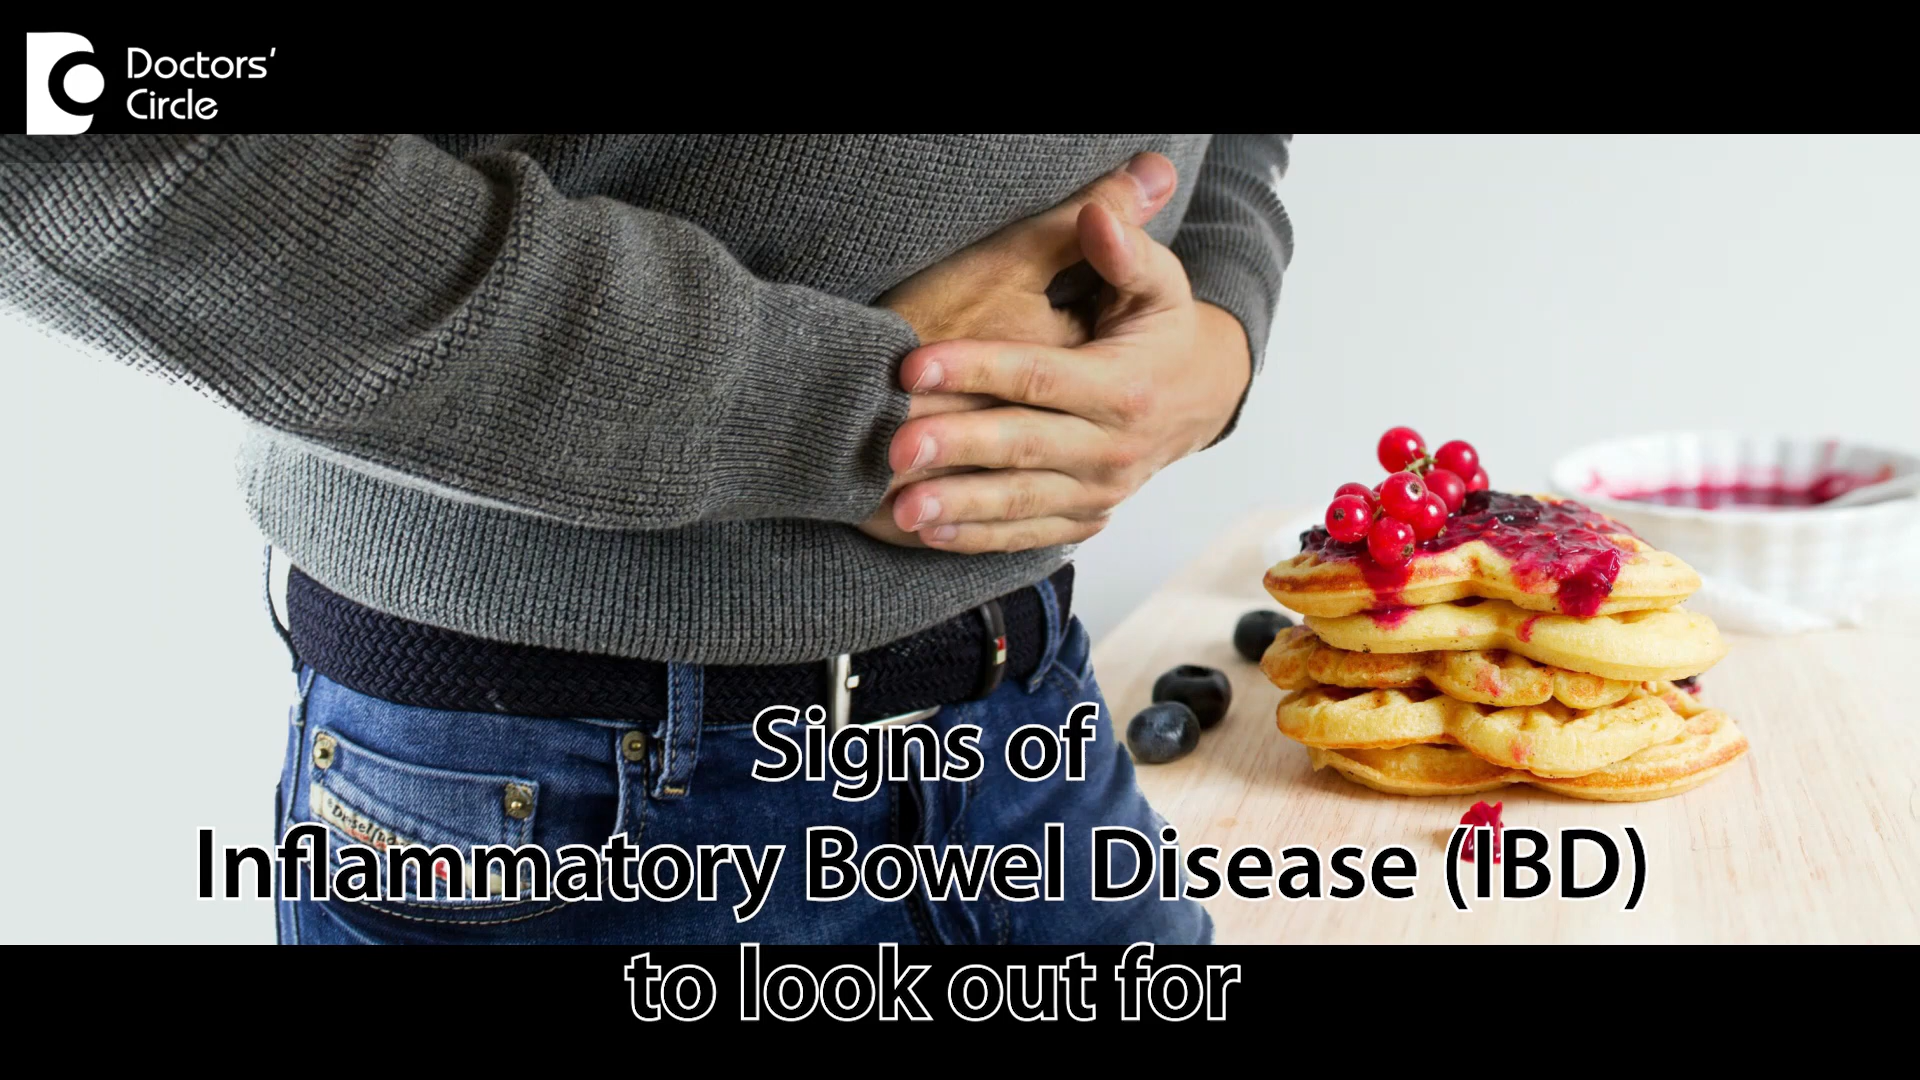 Doctors'
Circle
Signs of
Inflammatory Bowel Disease (IBD)
to look out for